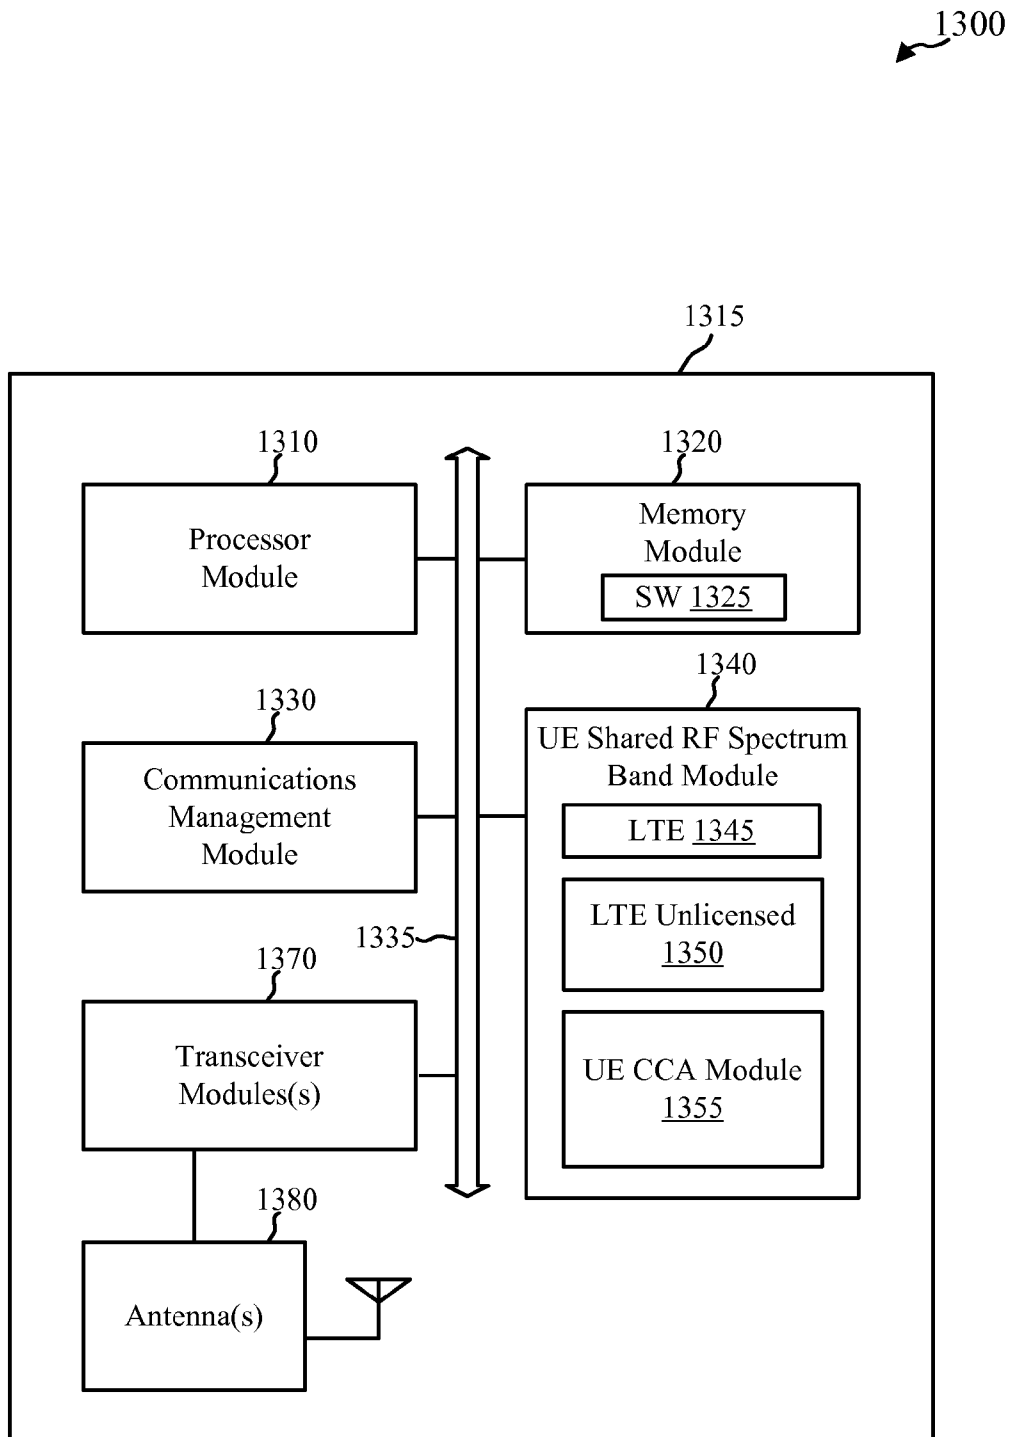 1300
1315
1310
Processor
Module
1320
Memory
Module
SW 1325
1330
Communications
Management
Module
1340
UE Shared RF Spectrum
Band Module
LTE 1345
LTE Unlicensed
1350
UE CCA Module
1355
1335
1370
Transceiver
Modules(s)
1380
Antenna(s)